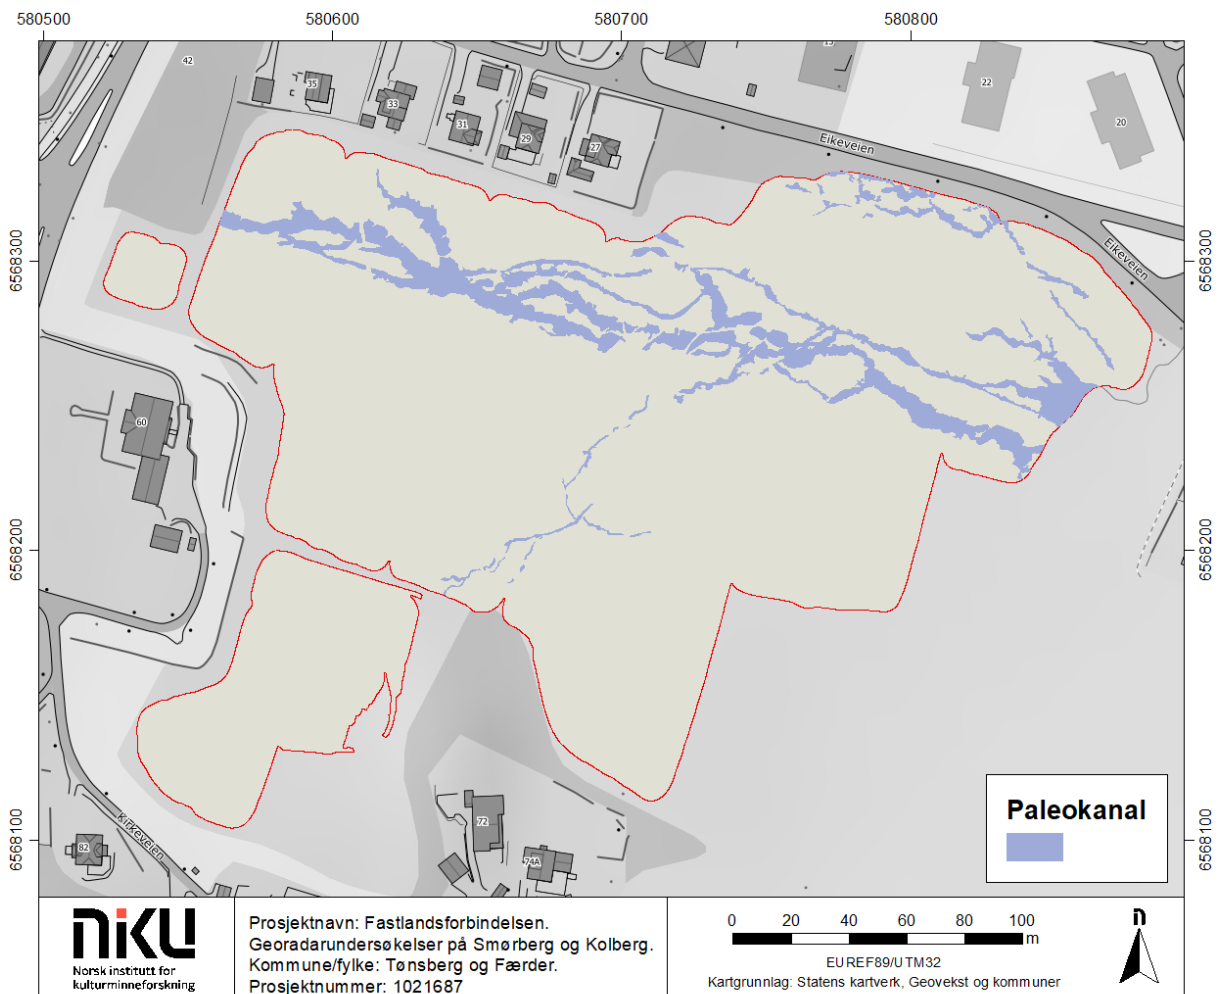 580500 580600 580700 580800
42
35
33
31
29
27
22
20
Eikeveien
Eikeveien
6568300
6568300
60
6568200
6568200
Kirkeveien
82
72
74A
6568100
6568100
Paleokanal
NiKU
Norsk institutt for
kulturminneforskning
Prosjektnavn: Fastlandsforbindelsen.
Georadarundersøkelser på Smørberg og Kolberg.
Kommune/fylke: Tønsberg og Færder.
Prosjektnummer: 1021687
0 20 40 60 80 100
m
EUREF89/UTM32
Kartgrunnlag: Statens kartverk, Geovekst og kommuner
n